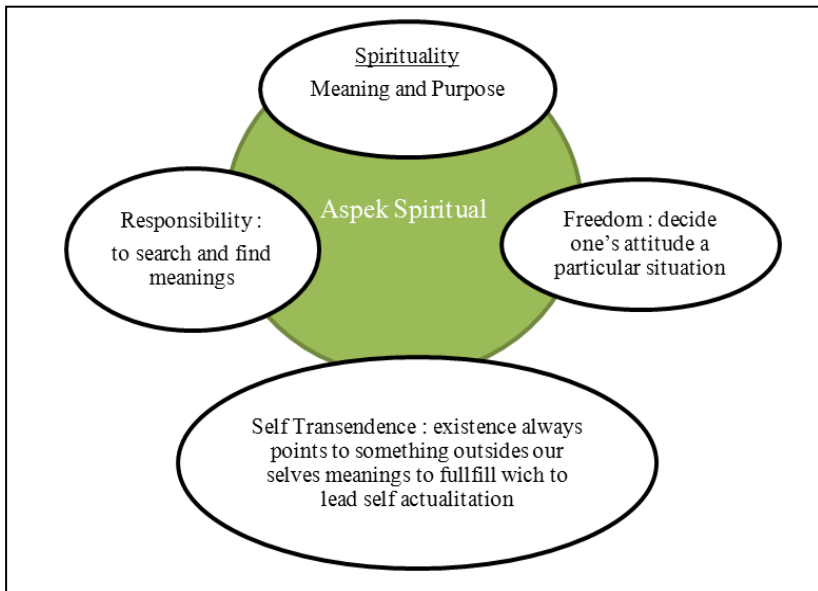 Spirituality
Meaning and Purpose
Aspek Spiritual
Responsibility :
to search and find
meanings
Freedom : decide
one's attitude a
particular situation
Self Transendence : existence always
points to something outsides our
selves meanings to fullfill wich to
lead self actualitation